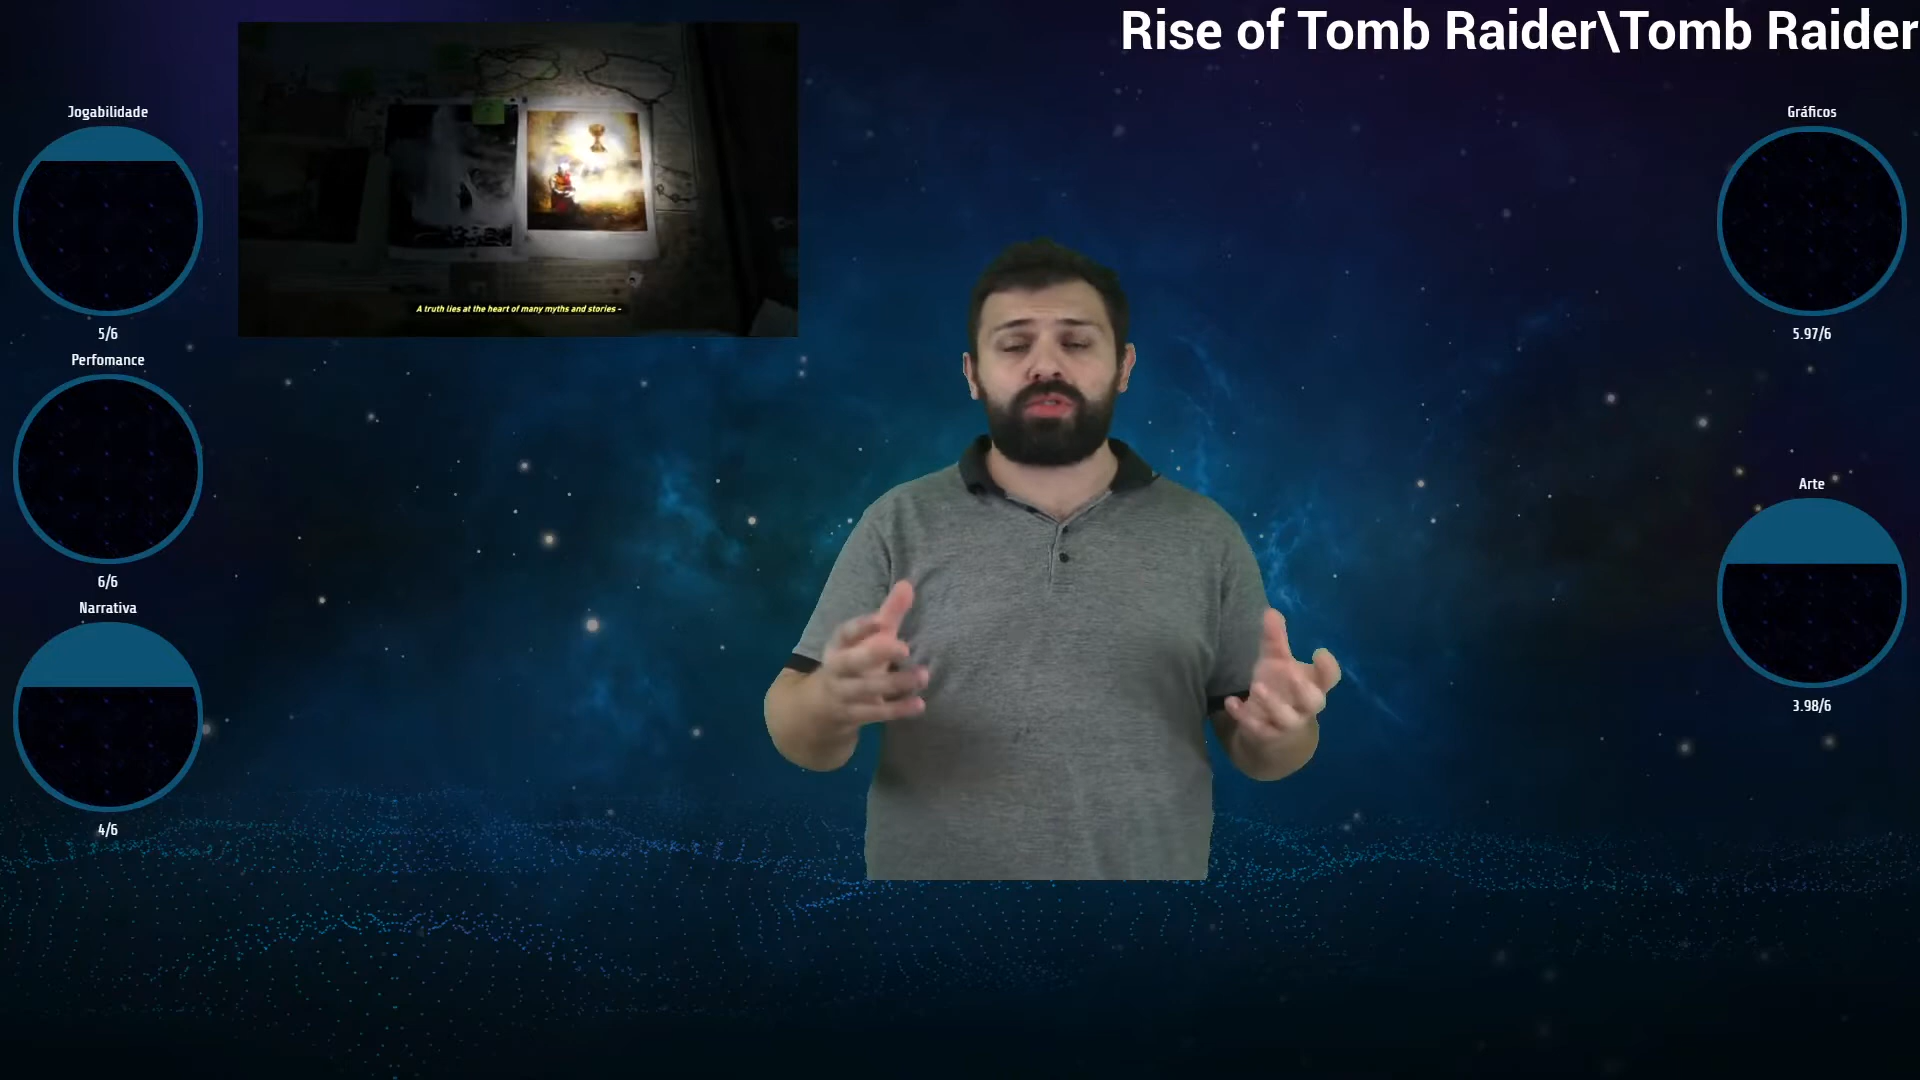 Rise of Tomb Raider\Tomb Raider
Jogabilidade
5/6
Perfomance
6/6
Narrativa
4/6
A truth lies at the heart of many myths and stories -
Gráficos
5.97/6
Arte
3.98/6